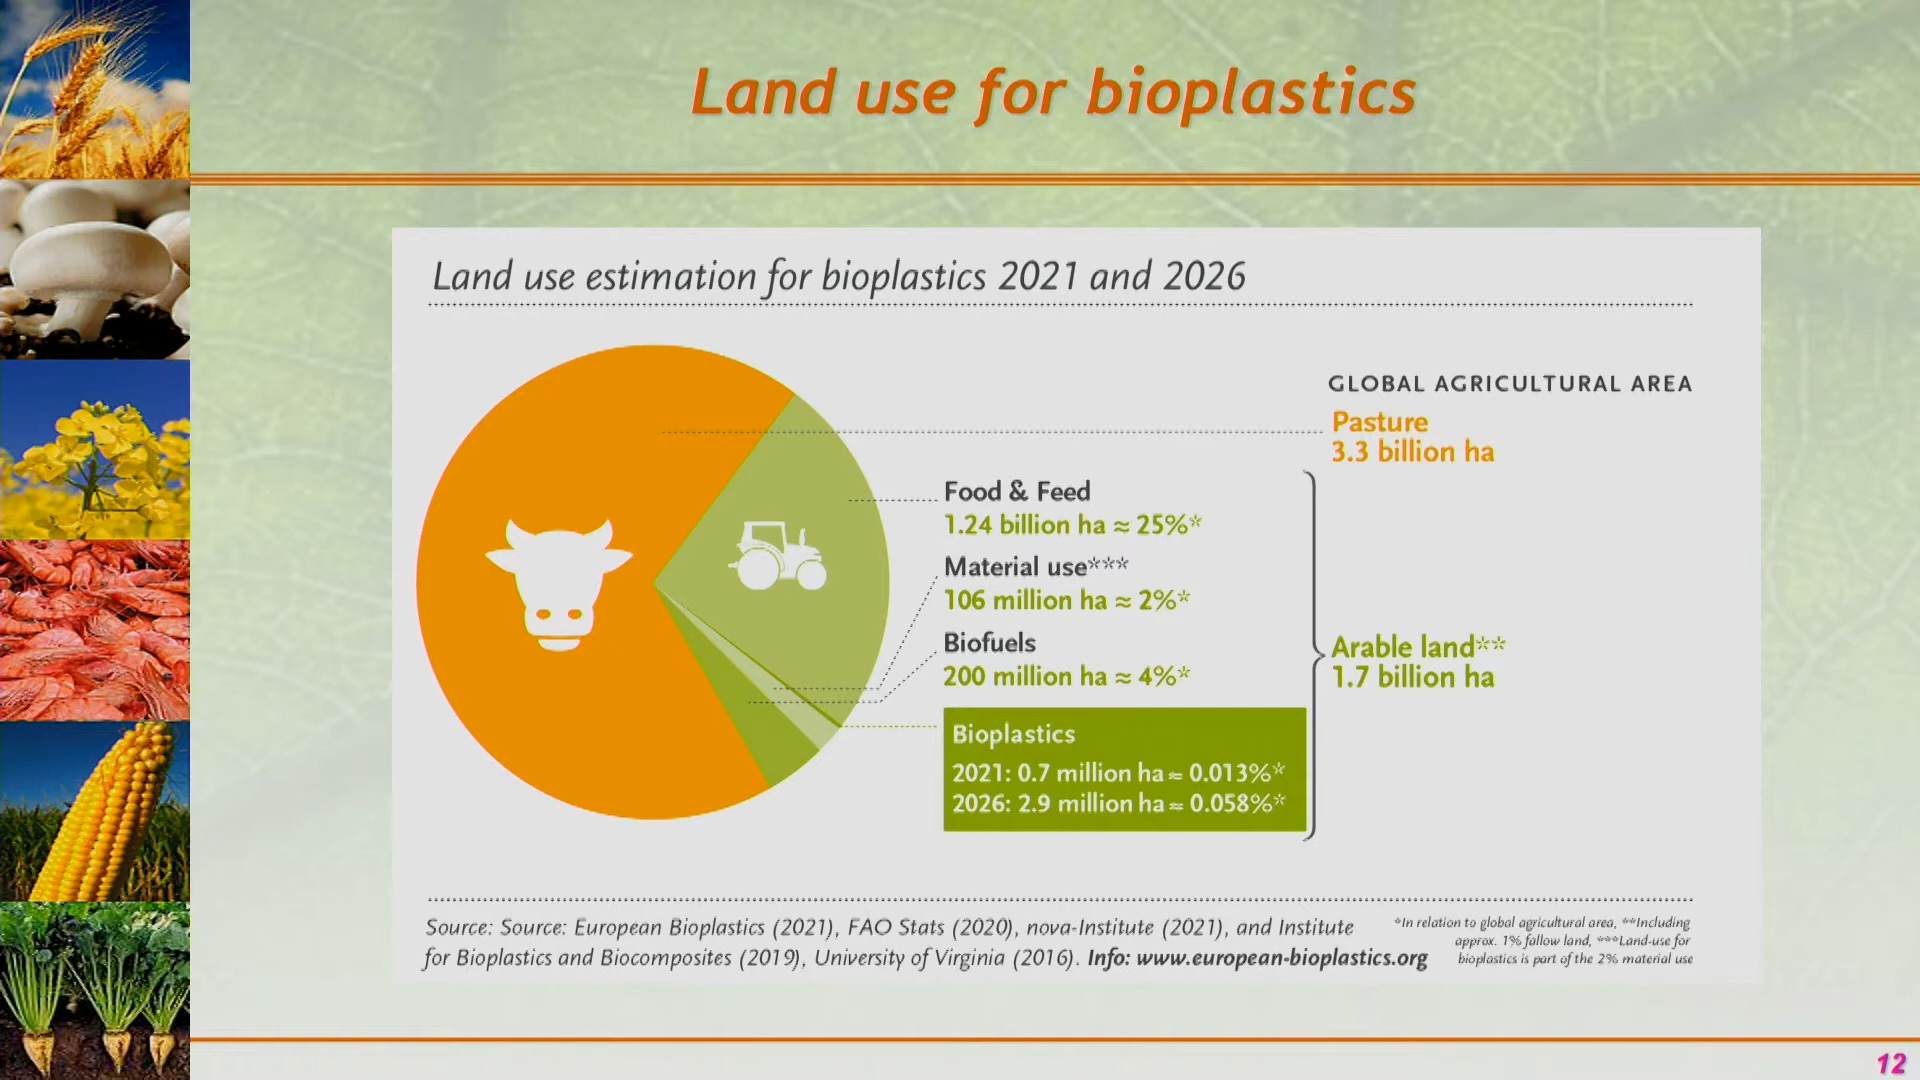 Land use for bioplastics
Land use estimation for bioplastics 2021 and 2026
GLOBAL AGRICULTURAL AREA
Pasture
3.3 billion ha
Food & Feed
1.24 billion ha ≈ 25%*
Material use***
106 million ha ≈ 2%*
Biofuels
200 million ha ≈ 4%*
Arable land**
1.7 billion ha
Bioplastics
2021: 0.7 million ha ≈ 0.013%*
2026: 2.9 million ha ≈ 0.058%*
Source: Source: European Bioplastics (2021), FAO Stats (2020), nova-Institute (2021), and Institute
for Bioplastics and Biocomposites (2019), University of Virginia (2016). Info: www.european-bioplastics.org
*In relation to global agricultural area, **Including
approx. 1% fallow land, ***Land-use for
bioplastics is part of the 2% material use
12